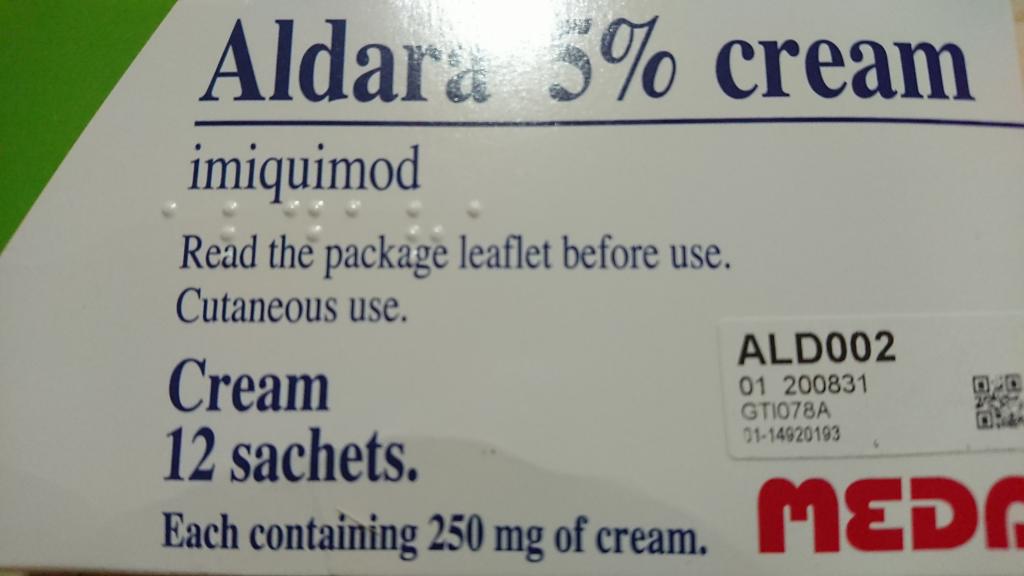 Aldara 5% cream
imiquimod
Read the package leaflet before use.
Cutaneous use.
Cream
12 sachets.
Each containing 250 mg of cream.
ALD002
01 200831
GTI078A
01-14920193
MEDA